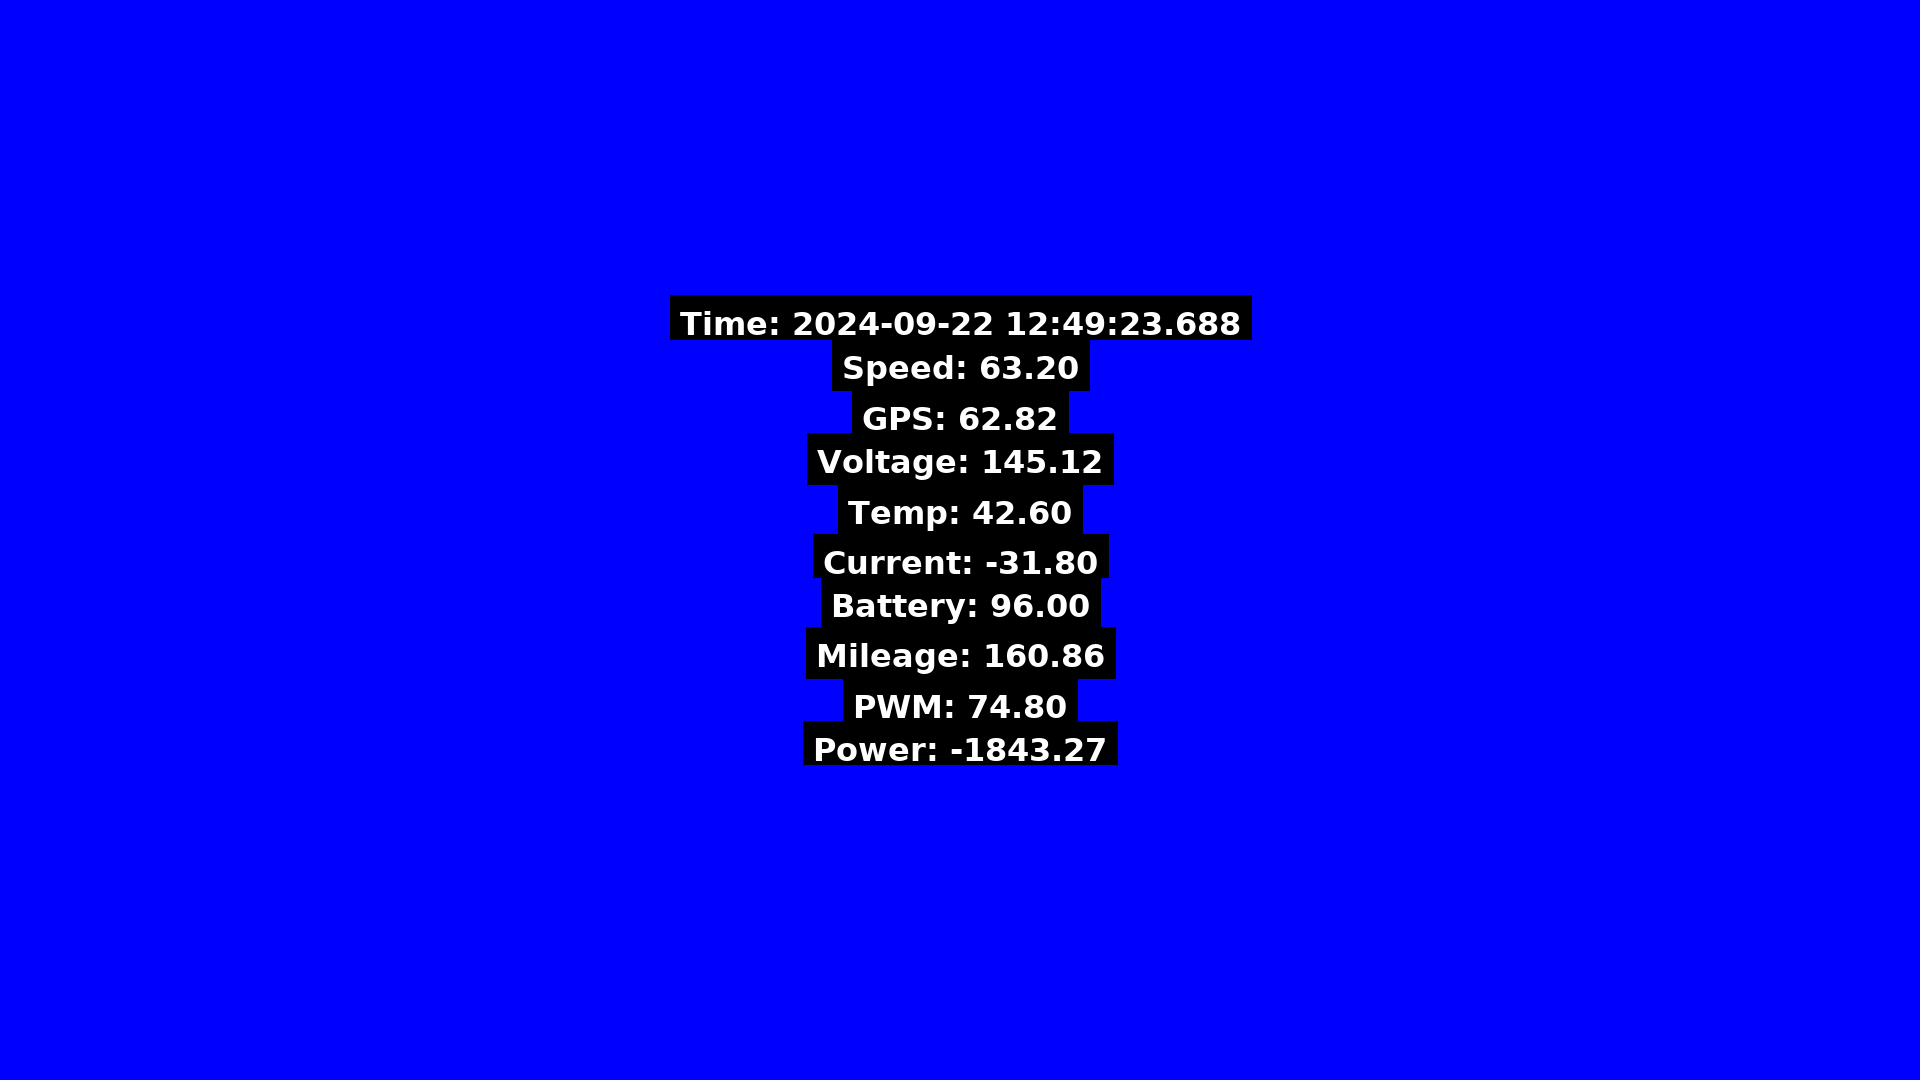 Time: 2024-09-22 12:49:23.688
Speed: 63.20
GPS: 62.82
Voltage: 145.12
Temp: 42.60
Current: -31.80
Battery: 96.00
Mileage: 160.86
PWM: 74.80
Power: -1843.27